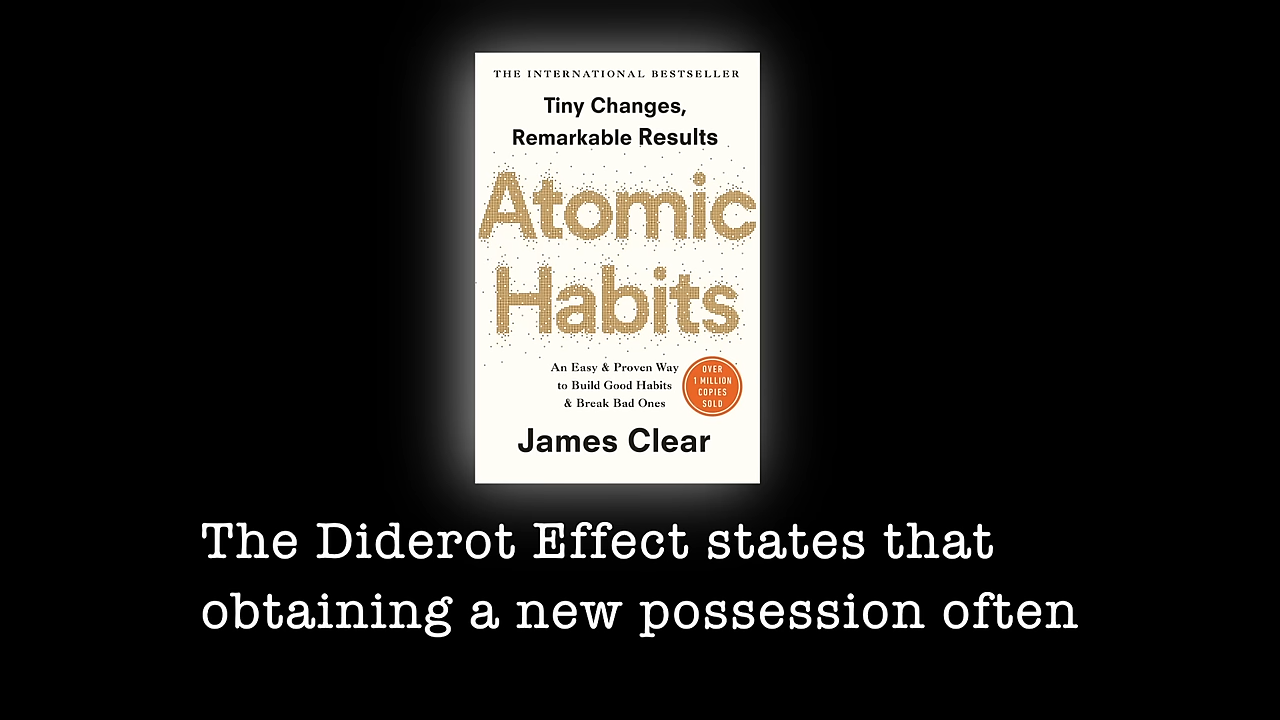 THE INTERNATIONAL BESTSELLER
Tiny Changes,
Remarkable Results
Atomic
Habits
An Easy & Proven Way
to Build Good Habits
& Break Bad Ones
OVER
1 MILLION
COPIES
SOLD
James Clear
The Diderot Effect states that
obtaining a new possession often